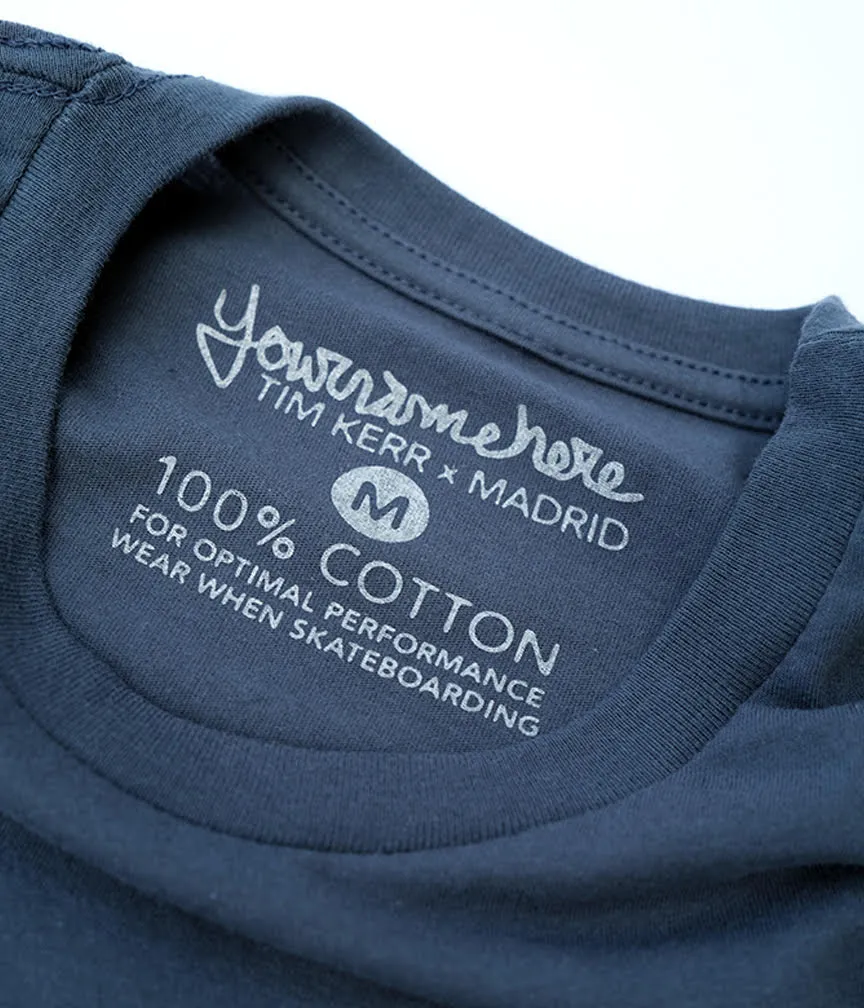 yournamehere
TIM KERR x MADRID
M
100% COTTON
FOR OPTIMAL PERFORMANCE
WEAR WHEN SKATEBOARDING